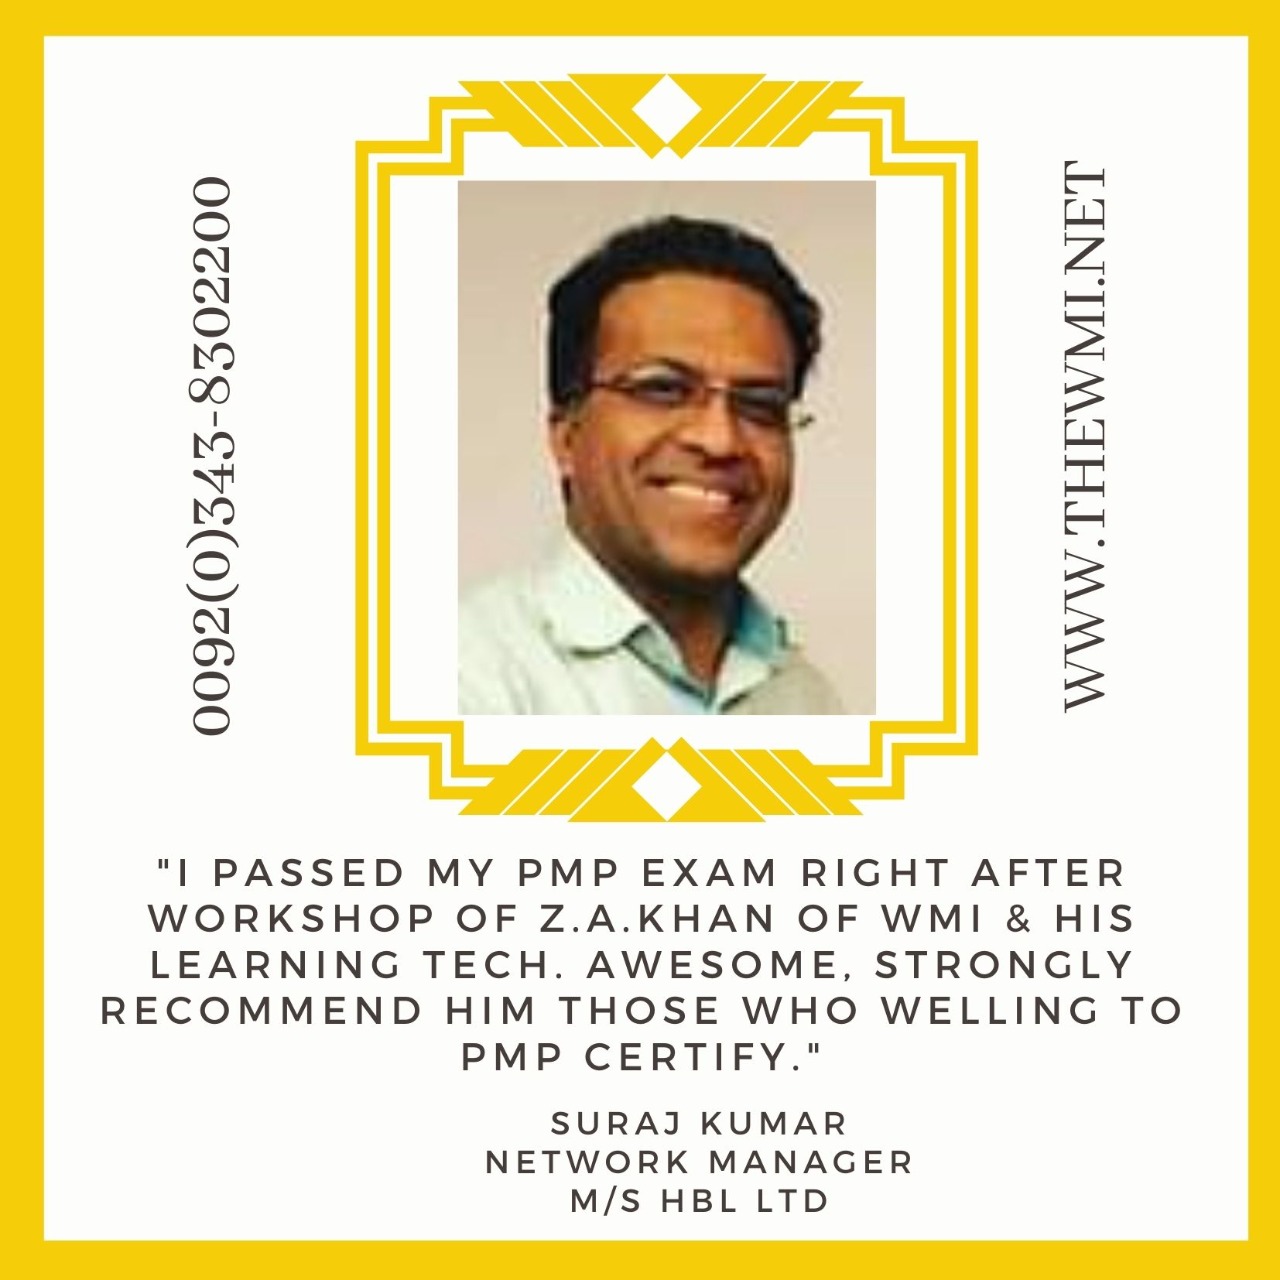 0092(0)343-8302200
WWW.THEWMI.NET
"I PASSED MY PMP EXAM RIGHT AFTER
WORKSHOP OF Z.A.KHAN OF WMI & HIS
LEARNING TECH. AWESOME, STRONGLY
RECOMMEND HIM THOSE WHO WELLING TO
PMP CERTIFY."
SURAJ KUMAR
NETWORK MANAGER
M/S HBL LTD